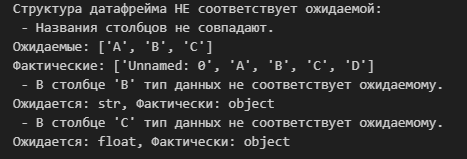 Структура датафрейма НЕ соответствует ожидаемой:
- Названия столбцов не совпадают.
Ожидаемые: ['A', 'B', 'C']
Фактические: ['Unnamed: 0', 'A', 'B', 'C', 'D']
- В столбце 'B' тип данных не соответствует ожидаемому.
Ожидается: str, Фактически: object
- В столбце 'C' тип данных не соответствует ожидаемому.
Ожидается: float, Фактически: object